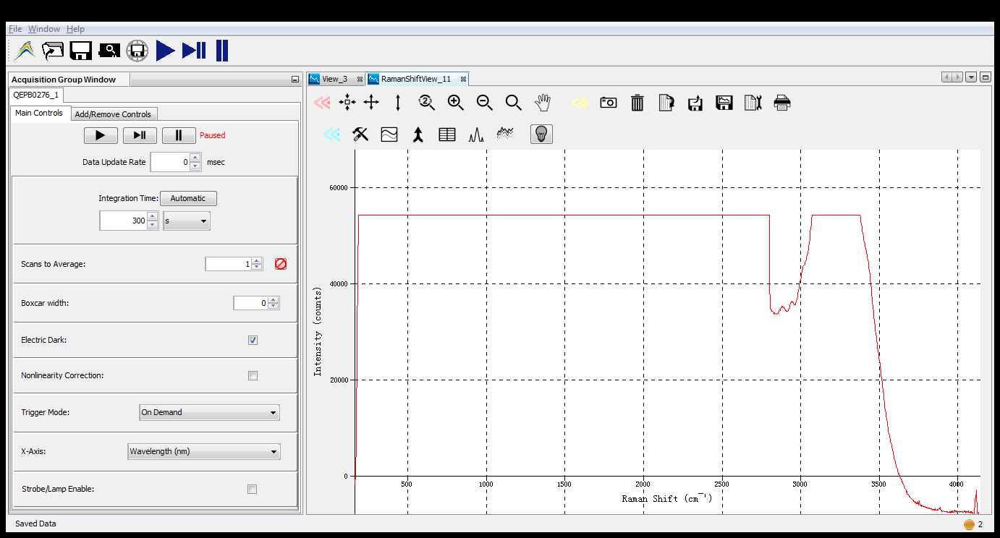 File Window Help
Acquisition Group Window
QEPB0276_1
Main Controls Add/Remove Controls
Paused
Data Update Rate 0 msec
Integration Time: Automatic
300 s
Scans to Average: 1
Boxcar width: 0
Electric Dark:
Nonlinearity Correction:
Trigger Mode: On Demand
X-Axis: Wavelength (nm)
Strobe/Lamp Enable:
Saved Data
View_3 RamanShiftView_11
2
60000
40000
20000
0
Intensity (counts)
500 1000 1500 2000 2500 3000 3500 4000
Raman Shift (cm⁻')
2